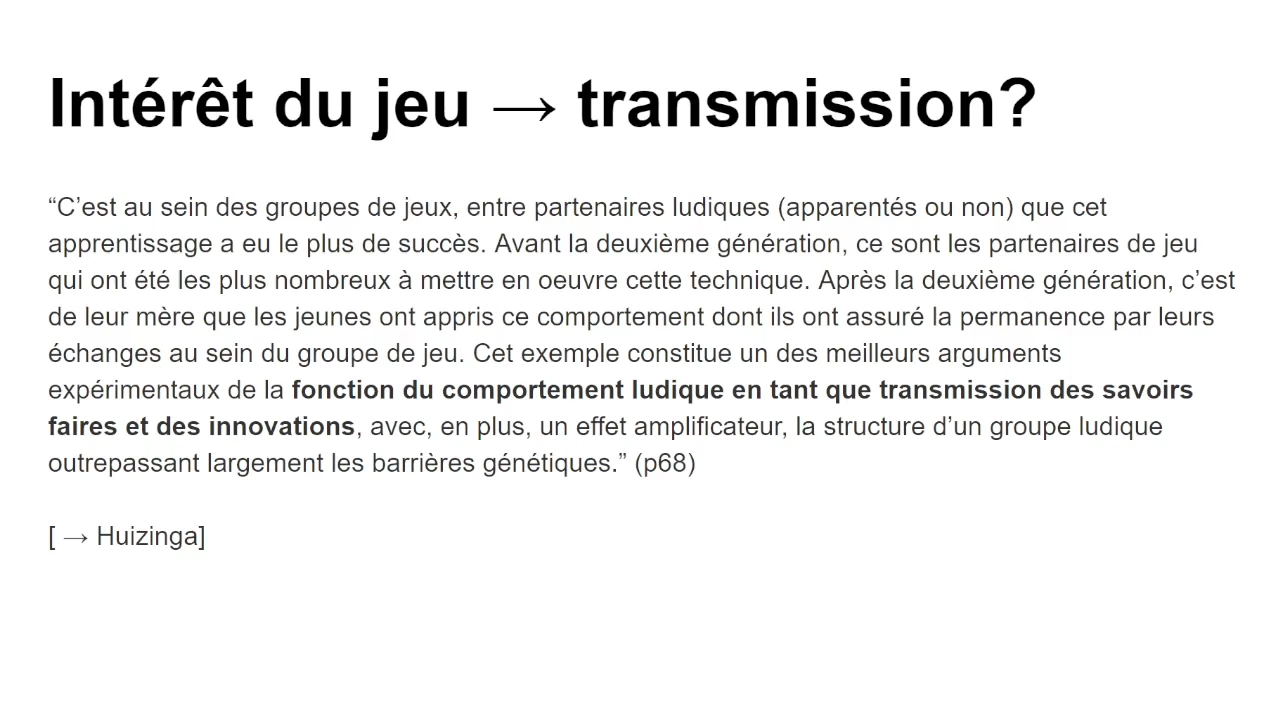 Intérêt du jeu → transmission?
“C’est au sein des groupes de jeux, entre partenaires ludiques (apparentés ou non) que cet
apprentissage a eu le plus de succès. Avant la deuxième génération, ce sont les partenaires de jeu
qui ont été les plus nombreux à mettre en oeuvre cette technique. Après la deuxième génération, c’est
de leur mère que les jeunes ont appris ce comportement dont ils ont assuré la permanence par leurs
échanges au sein du groupe de jeu. Cet exemple constitue un des meilleurs arguments
expérimentaux de la fonction du comportement ludique en tant que transmission des savoirs
faires et des innovations, avec, en plus, un effet amplificateur, la structure d’un groupe ludique
outrepassant largement les barrières génétiques.” (p68)
[ → Huizinga]